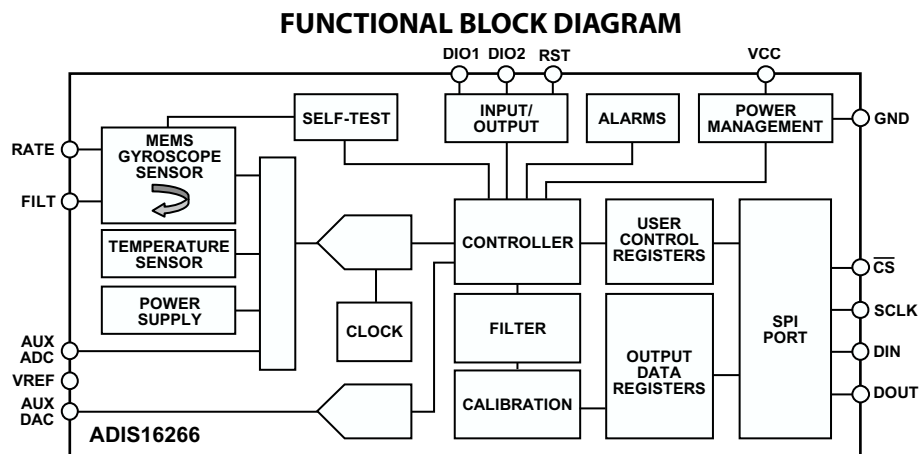 FUNCTIONAL BLOCK DIAGRAM
DIO1 DIO2 RST
VCC
SELF-TEST
INPUT/
OUTPUT
ALARMS
POWER
MANAGEMENT
GND
RATE
MEMS
GYROSCOPE
SENSOR
FILT
TEMPERATURE
SENSOR
POWER
SUPPLY
CLOCK
CONTROLLER
USER
CONTROL
REGISTERS
FILTER
CALIBRATION
OUTPUT
DATA
REGISTERS
SPI
PORT
CS
SCLK
DIN
DOUT
AUX
ADC
VREF
AUX
DAC
ADIS16266